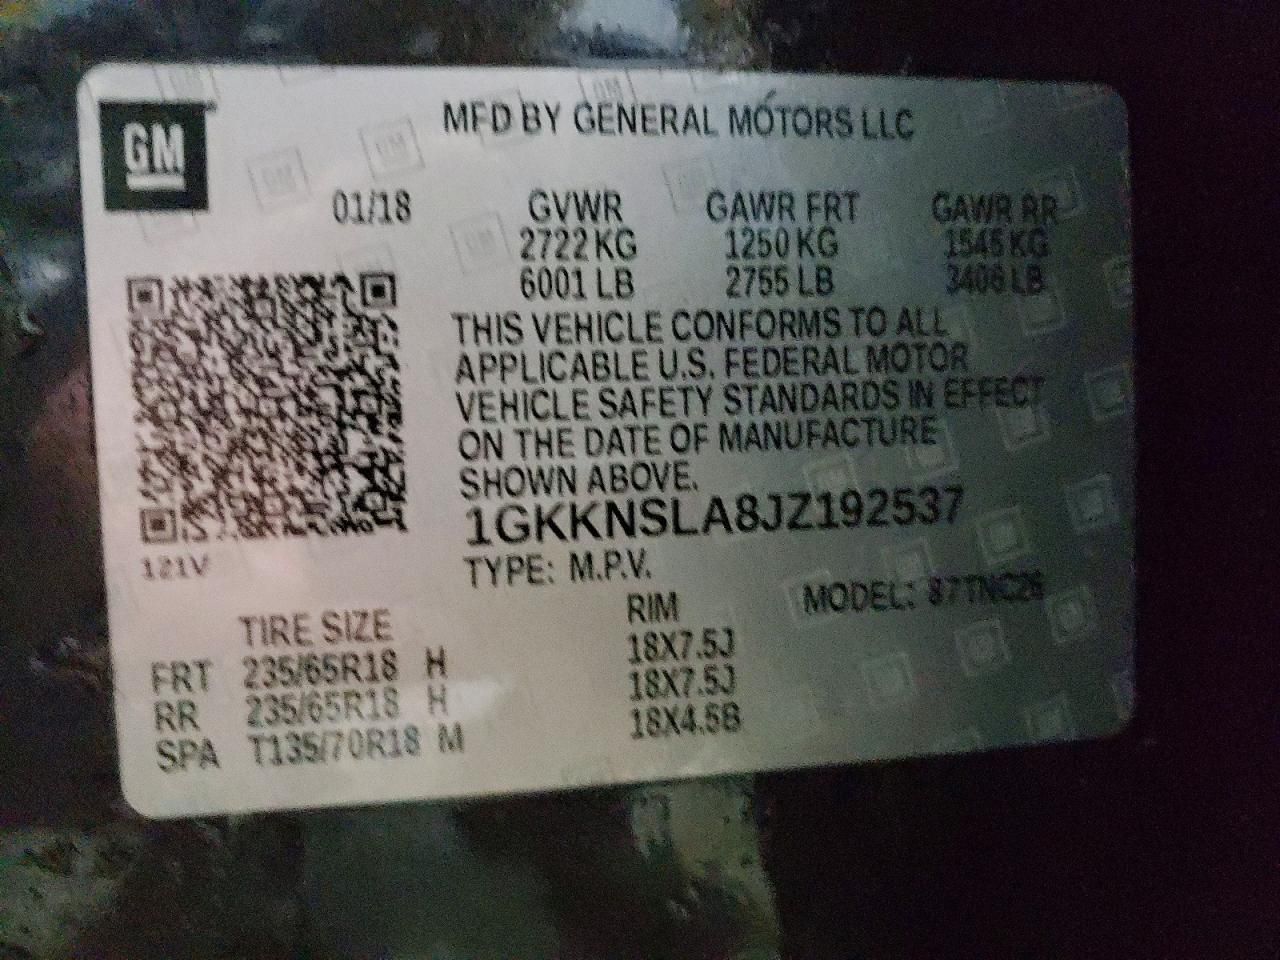 GM
MFD BY GENERAL MOTORS LLC
01/18 GVWR GAWR FRT GAWR RR
2722 KG 1250 KG 1545 KG
6001 LB 2755 LB 3406 LB
THIS VEHICLE CONFORMS TO ALL
APPLICABLE U.S. FEDERAL MOTOR
VEHICLE SAFETY STANDARDS IN EFFECT
ON THE DATE OF MANUFACTURE
SHOWN ABOVE.
1GKKNSLA8JZ192537
121V
TYPE: M.P.V.
MODEL: 87TNC26
TIRE SIZE RIM
FRT 235/65R18 H 18X7.5J
RR 235/65R18 H 18X7.5J
SPA T135/70R18 M 18X4.5B